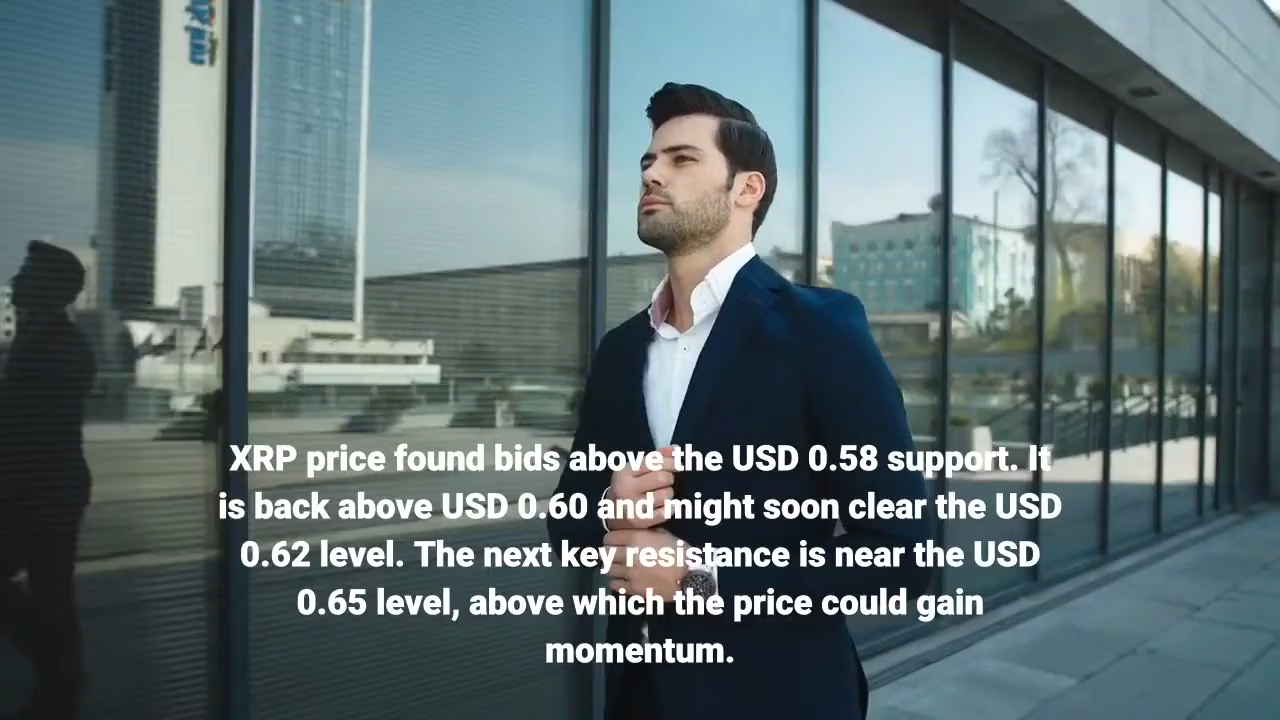 XRP price found bids above the USD 0.58 support. It
is back above USD 0.60 and might soon clear the USD
0.62 level. The next key resistance is near the USD
0.65 level, above which the price could gain
momentum.